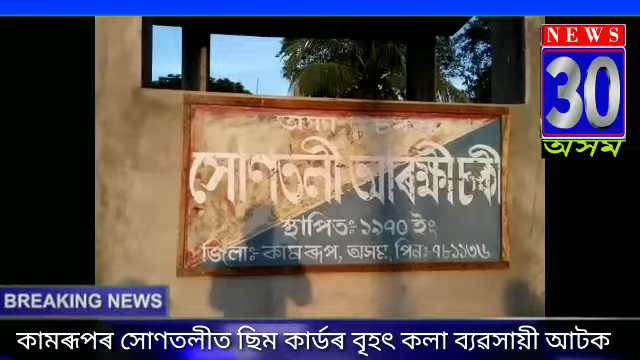 NEWS
30
অসম
সোণতলী আৰক্ষী চকী
স্থাপিতঃ ১৯৭০ ইং
জিলাঃ কামৰূপ, অসম, পিনঃ ৭৮১১৩৬
BREAKING NEWS
কামৰূপৰ সোণতলীত ছিম কাৰ্ডৰ বৃহৎ কলা ব্যৱসায়ী আটক